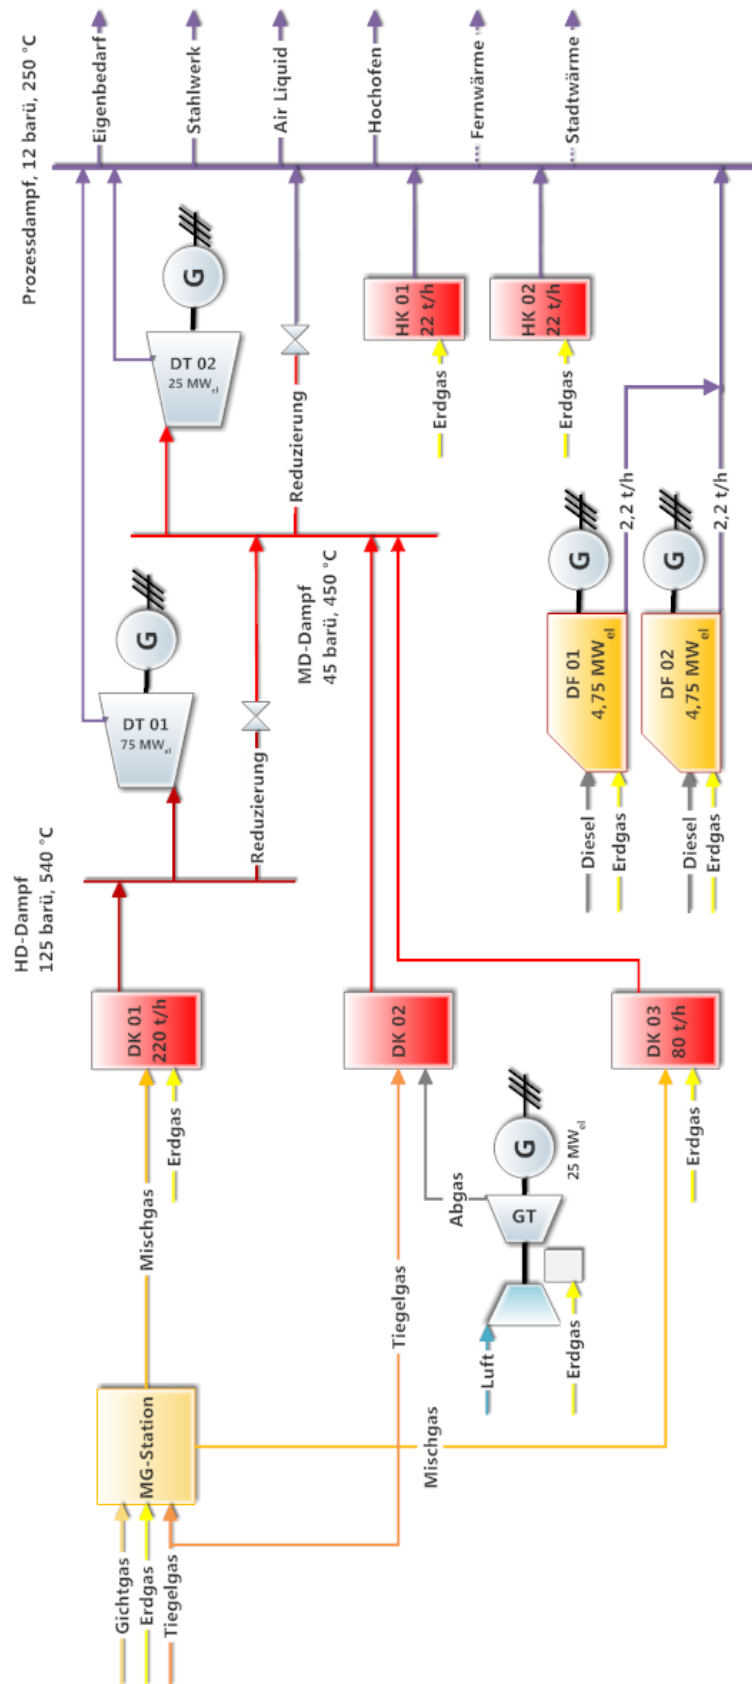 Prozessdampf, 12 barü, 250 °C
Eigenbedarf
Stahlwerk
Air Liquid
Hochofen
Fernwärme
Stadtwärme
G
DT 02
25 MWel
Reduzierung
HK 01
22 t/h
Erdgas
HK 02
22 t/h
Erdgas
MD-Dampf
45 barü, 450 °C
G
DT 01
75 MWel
Reduzierung
G
DF 01
4,75 MWel
2,2 t/h
Diesel
Erdgas
G
DF 02
4,75 MWel
2,2 t/h
Diesel
Erdgas
HD-Dampf
125 barü, 540 °C
DK 01
220 t/h
Erdgas
Mischgas
DK 02
Abgas
Tiegelgas
G
25 MWel
GT
Luft
Erdgas
DK 03
80 t/h
Erdgas
Mischgas
MG-Station
Gichtgas
Erdgas
Tiegelgas